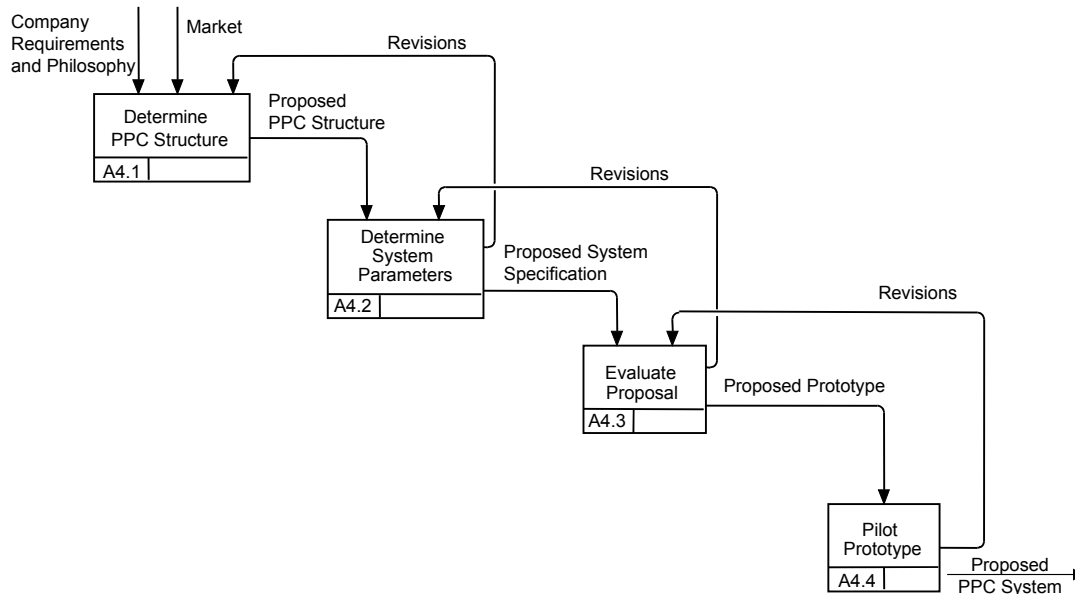 Company
Requirements
and Philosophy
Market
Revisions
Determine
PPC Structure
A4.1
Proposed
PPC Structure
Revisions
Determine
System
Parameters
A4.2
Proposed System
Specification
Revisions
Evaluate
Proposal
A4.3
Proposed Prototype
Pilot
Prototype
A4.4
Proposed
PPC System